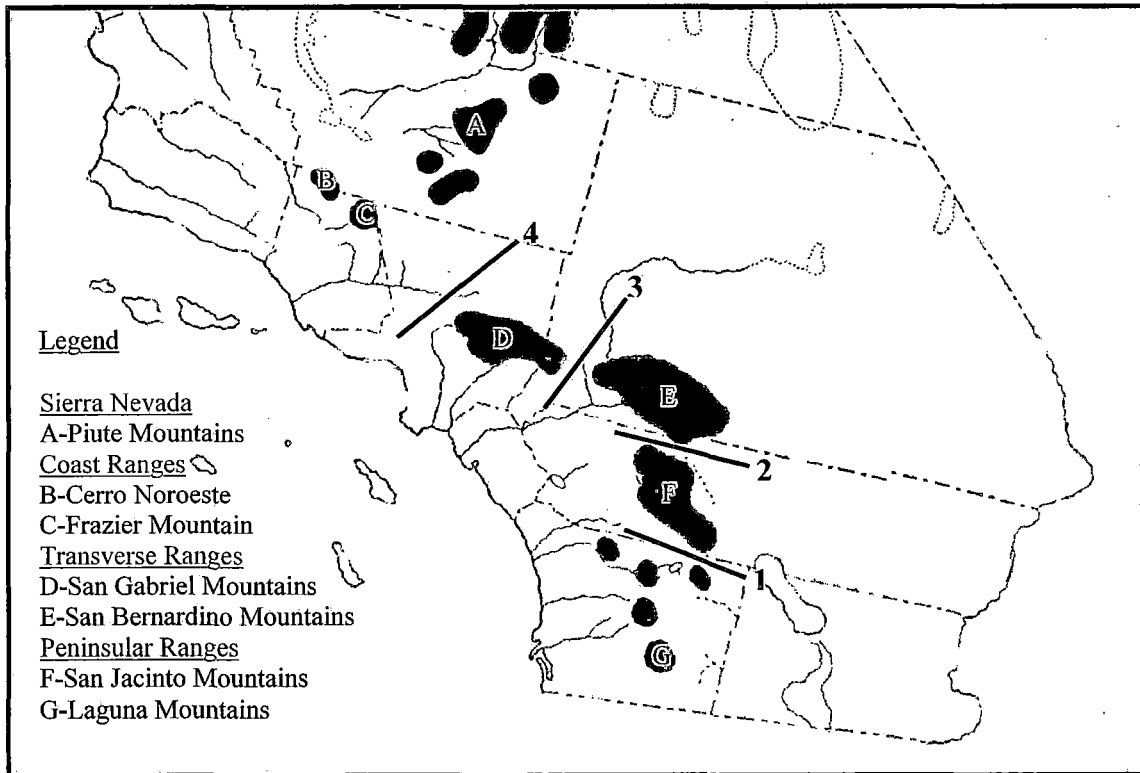 A
B
C
4
3
D
E
2
F
1
G
Legend
Sierra Nevada
A-Piute Mountains
Coast Ranges
B-Cerro Noroeste
C-Frazier Mountain
Transverse Ranges
D-San Gabriel Mountains
E-San Bernardino Mountains
Peninsular Ranges
F-San Jacinto Mountains
G-Laguna Mountains